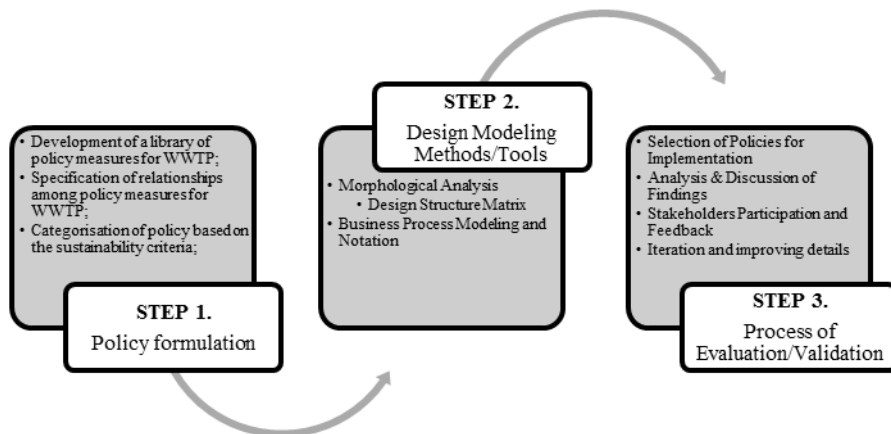 • Development of a library of
policy measures for WWTP;
• Specification of relationships
among policy measures for
WWTP;
• Categorisation of policy based on
the sustainability criteria;
STEP 1.
Policy formulation
STEP 2.
Design Modeling
Methods/Tools
• Morphological Analysis
• Design Structure Matrix
• Business Process Modeling and
Notation
• Selection of Policies for
Implementation
• Analysis & Discussion of
Findings
• Stakeholders Participation and
Feedback
• Iteration and improving details
STEP 3.
Process of
Evaluation/Validation